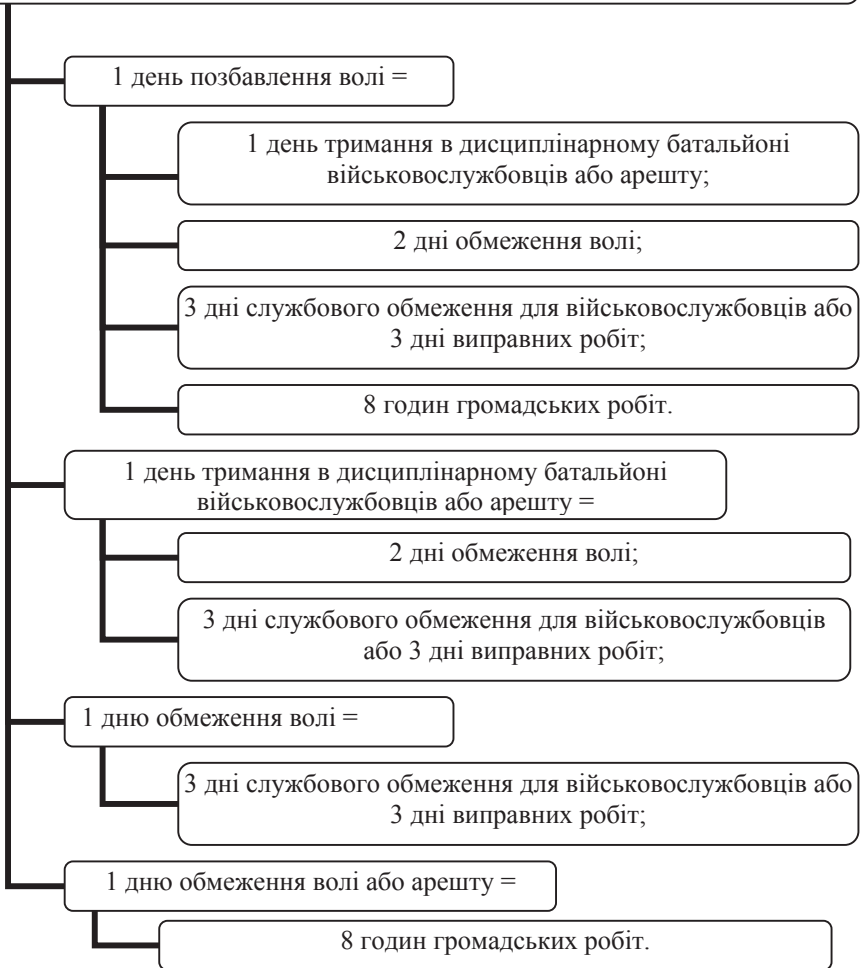 1 день позбавлення волі =
1 день тримання в дисциплінарному батальйоні
військовослужбовців або арешту;
2 дні обмеження волі;
3 дні службового обмеження для військовослужбовців або
3 дні виправних робіт;
8 годин громадських робіт.
1 день тримання в дисциплінарному батальйоні
військовослужбовців або арешту =
2 дні обмеження волі;
3 дні службового обмеження для військовослужбовців
або 3 дні виправних робіт;
1 дню обмеження волі =
3 дні службового обмеження для військовослужбовців або
3 дні виправних робіт;
1 дню обмеження волі або арешту =
8 годин громадських робіт.